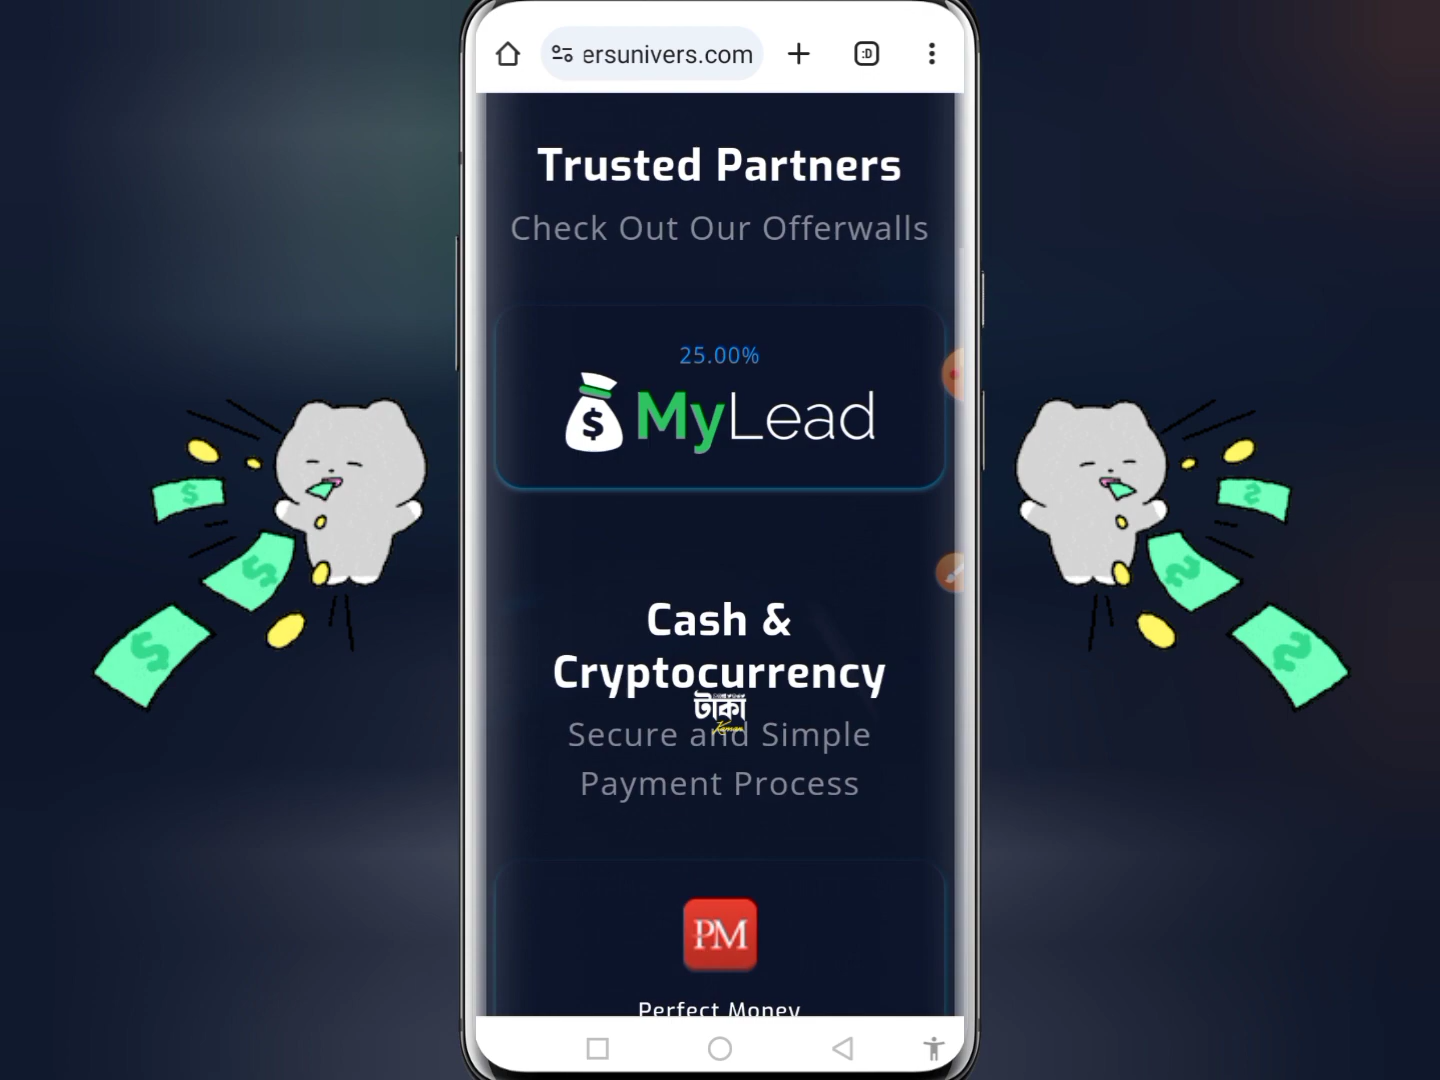 ersunivers.com
:D
Trusted Partners
Check Out Our Offerwalls
25.00%
$ MyLead
Cash &
Cryptocurrency
টাকা
Secure and Simple
Payment Process
PM
Perfect Money